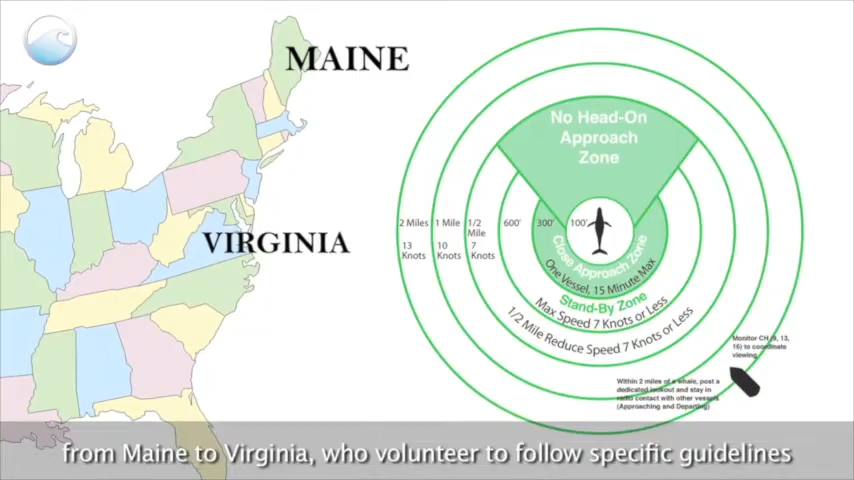 MAINE
VIRGINIA
No Head-On
Approach
Zone
2 Miles
1 Mile
1/2
Mile
600'
300'
100'
13
Knots
10
Knots
7
Knots
Close Approach Zone
One Vessel, 15 Minute Max
Stand-By Zone
Max Speed 7 Knots or Less
1/2 Mile Reduce Speed 7 Knots or Less
Monitor CH (9, 13,
16) to coordinate
viewing.
Within 2 miles of a whale, post a
dedicated lookout and stay in
radio contact with other vessels
(Approaching and Departing)
from Maine to Virginia, who volunteer to follow specific guidelines